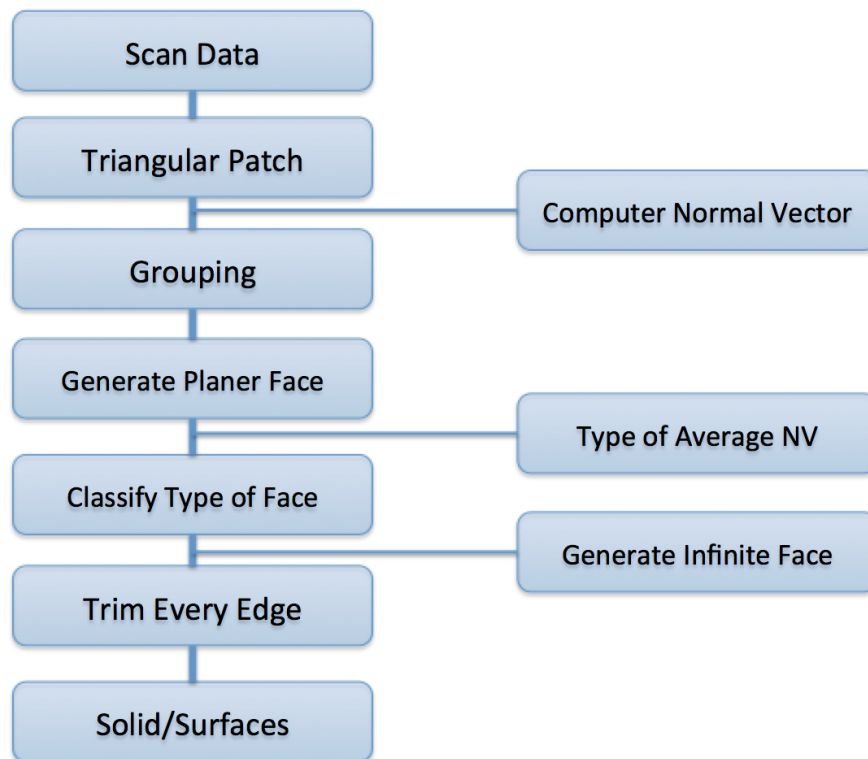 Scan Data
Triangular Patch
Computer Normal Vector
Grouping
Generate Planer Face
Type of Average NV
Classify Type of Face
Generate Infinite Face
Trim Every Edge
Solid/Surfaces